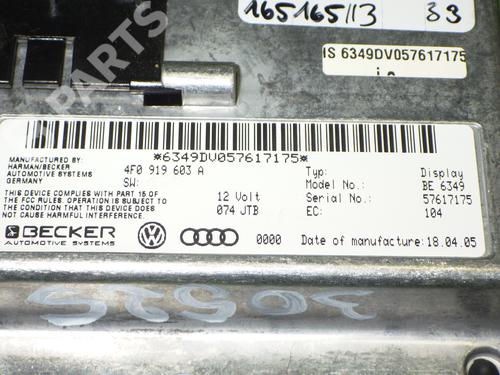 165165113 33
IS 6349DV057617175
PARTS
*6349DV057617175*
MANUFACTURED BY:
HARMAN/BECKER
AUTOMOTIVE SYSTEMS
GERMANY
4F0 919 603 A
SW:
Typ: Display
Model No.: BE 6349
Serial No.: 57617175
EC: 104
THIS DEVICE COMPLIES WITH PART 15 OF
THE FCC RULES. OPERATION IS SUBJECT
TO THE CONDITION THAT THIS DEVICE DOES
NOT CAUSE HARMFUL INTERFERENCE
12 Volt
074 JTB
BECKER
AUTOMOTIVE SYSTEMS
0000 Date of manufacture: 18.04.05
30525